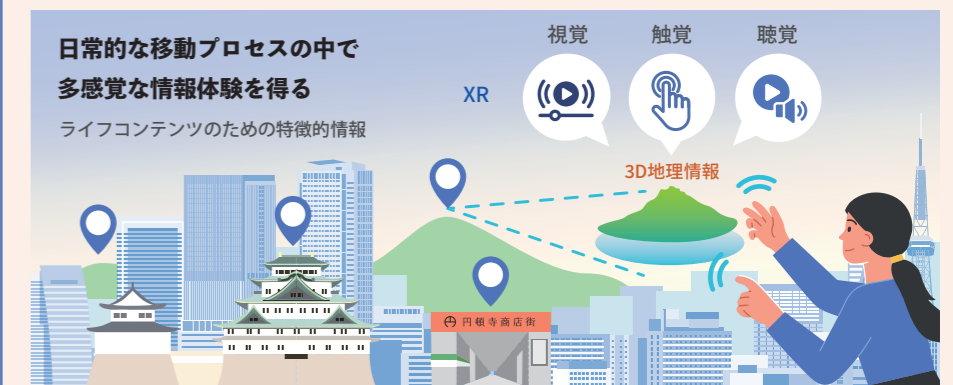 日常的な移動プロセスの中で
多感覚な情報体験を得る
ライフコンテンツのための特徴的情報
XR
視覚
触覚
聴覚
3D地理情報
円頓寺商店街